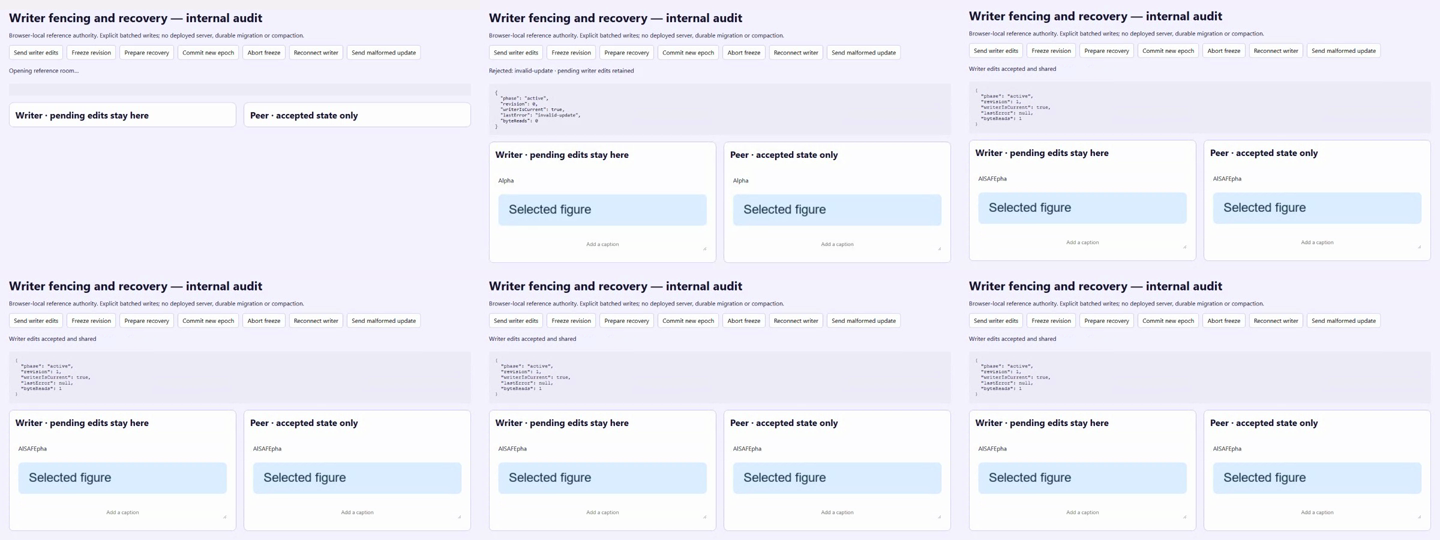 Writer fencing and recovery — internal audit
Browser-local reference authority. Explicit batched writes; no deployed server, durable migration or compaction.
Send writer edits Freeze revision Prepare recovery Commit new epoch Abort freeze Reconnect writer Send malformed update
Opening reference room...
Writer · pending edits stay here Peer · accepted state only
Writer fencing and recovery — internal audit
Browser-local reference authority. Explicit batched writes; no deployed server, durable migration or compaction.
Send writer edits Freeze revision Prepare recovery Commit new epoch Abort freeze Reconnect writer Send malformed update
Rejected: invalid-update · pending writer edits retained
{
"phase": "active",
"revision": 0,
"writerIsCurrent": true,
"lastError": "invalid-update",
"byteReads": 0
}
Writer · pending edits stay here Peer · accepted state only
Alpha Alpha
Selected figure Selected figure
Add a caption Add a caption
Writer fencing and recovery — internal audit
Browser-local reference authority. Explicit batched writes; no deployed server, durable migration or compaction.
Send writer edits Freeze revision Prepare recovery Commit new epoch Abort freeze Reconnect writer Send malformed update
Writer edits accepted and shared
{
"phase": "active",
"revision": 1,
"writerIsCurrent": true,
"lastError": null,
"byteReads": 1
}
Writer · pending edits stay here Peer · accepted state only
AlSAFEpha AlSAFEpha
Selected figure Selected figure
Add a caption Add a caption
Writer fencing and recovery — internal audit
Browser-local reference authority. Explicit batched writes; no deployed server, durable migration or compaction.
Send writer edits Freeze revision Prepare recovery Commit new epoch Abort freeze Reconnect writer Send malformed update
Writer edits accepted and shared
{
"phase": "active",
"revision": 1,
"writerIsCurrent": true,
"lastError": null,
"byteReads": 1
}
Writer · pending edits stay here Peer · accepted state only
AlSAFEpha AlSAFEpha
Selected figure Selected figure
Add a caption Add a caption
Writer fencing and recovery — internal audit
Browser-local reference authority. Explicit batched writes; no deployed server, durable migration or compaction.
Send writer edits Freeze revision Prepare recovery Commit new epoch Abort freeze Reconnect writer Send malformed update
Writer edits accepted and shared
{
"phase": "active",
"revision": 1,
"writerIsCurrent": true,
"lastError": null,
"byteReads": 1
}
Writer · pending edits stay here Peer · accepted state only
AlSAFEpha AlSAFEpha
Selected figure Selected figure
Add a caption Add a caption
Writer fencing and recovery — internal audit
Browser-local reference authority. Explicit batched writes; no deployed server, durable migration or compaction.
Send writer edits Freeze revision Prepare recovery Commit new epoch Abort freeze Reconnect writer Send malformed update
Writer edits accepted and shared
{
"phase": "active",
"revision": 1,
"writerIsCurrent": true,
"lastError": null,
"byteReads": 1
}
Writer · pending edits stay here Peer · accepted state only
AlSAFEpha AlSAFEpha
Selected figure Selected figure
Add a caption Add a caption